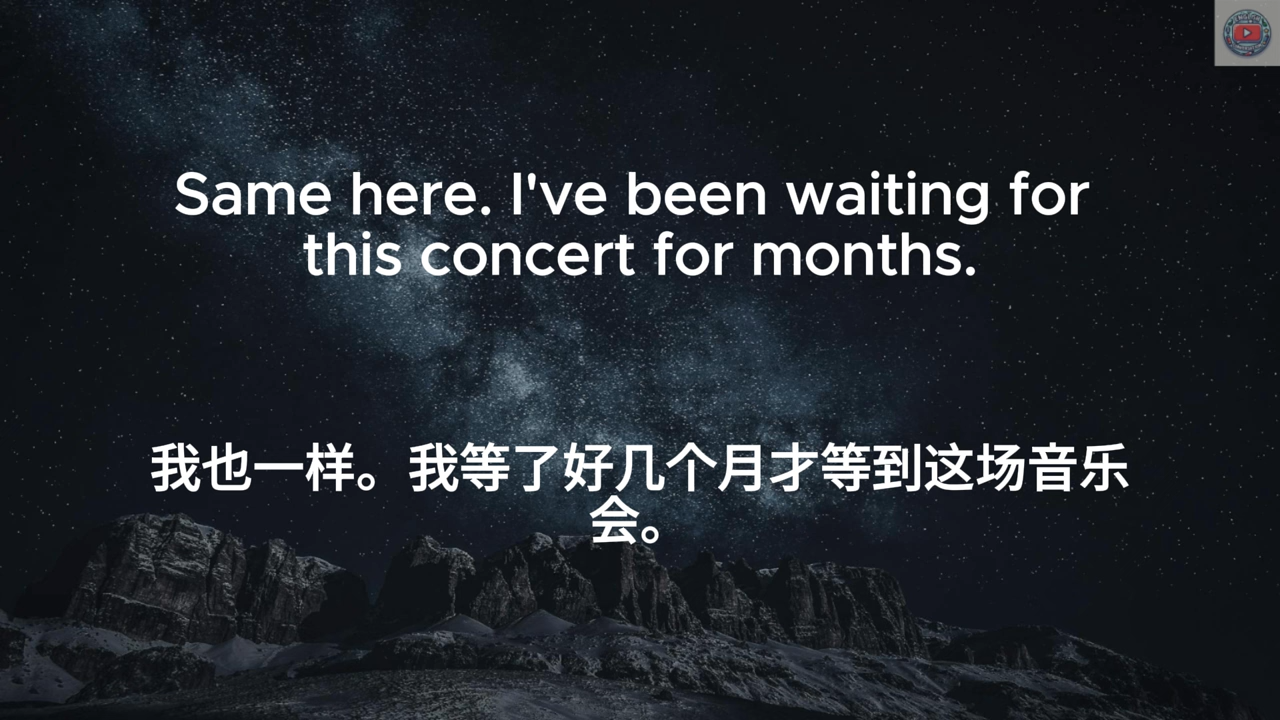 Same here. I've been waiting for
this concert for months.
我也一样。我等了好几个月才等到这场音乐
会。